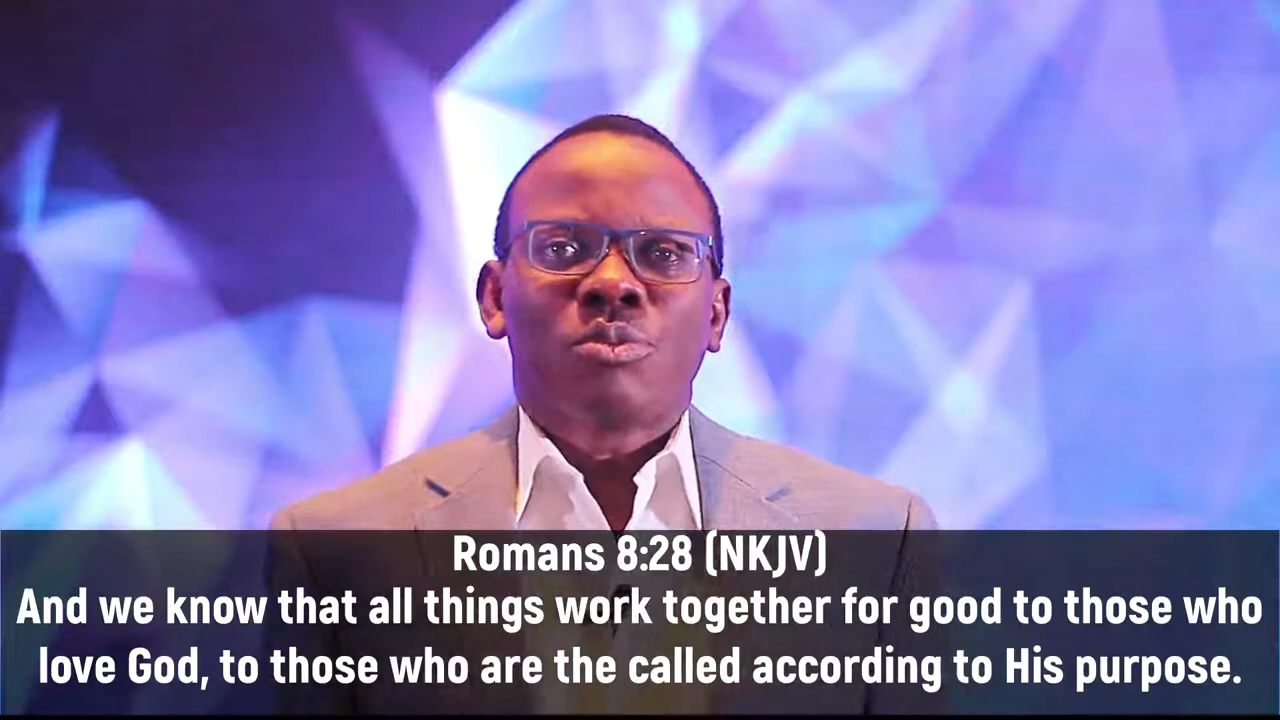 Romans 8:28 (NKJV)
And we know that all things work together for good to those who
love God, to those who are the called according to His purpose.